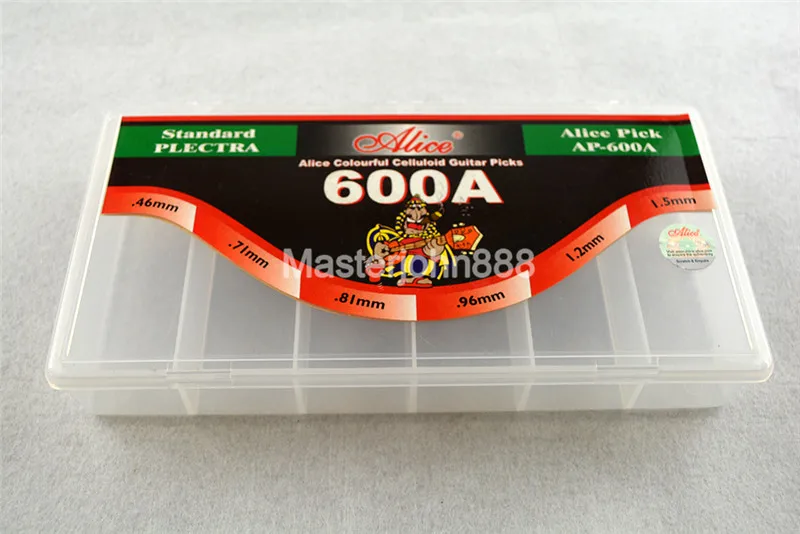 Standard
PLECTRA
Alice®
Alice Pick
AP-600A
Alice Colourful Celluloid Guitar Picks
600A
.46mm
.71mm
.81mm
.96mm
1.2mm
1.5mm
Alice
Masterjohn888